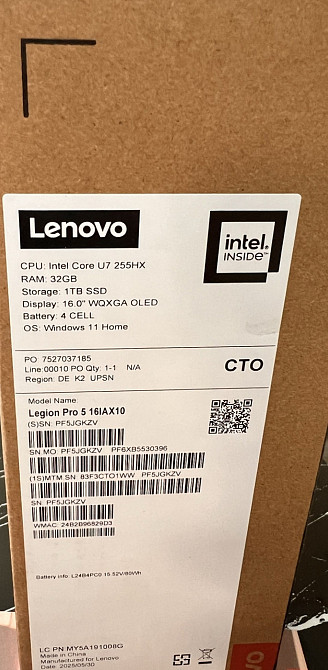 Lenovo
intel.
INSIDE™
CPU: Intel Core U7 255HX
RAM: 32GB
Storage: 1TB SSD
Display: 16.0" WQXGA OLED
Battery: 4 CELL
OS: Windows 11 Home
PO: 7527037185
Line:00010 PO Qty: 1-1 N/A
Region: DE K2 UPSN
CTO
Model Name:
Legion Pro 5 16IAX10
(S)SN: PF5JGKZV
SN.MO: PF5JGKZV PF6XB5530396
(1S)MTM.SN: 83F3CTO1WW PF5JGKZV
SN: PF5JGKZV
WMAC: 24B2B96829D3
Battery info: L24B4PC0 15.52V/80Wh
LC PN:MY5A191008G
Made in China
Manufactured for Lenovo
Date: 2025/05/30